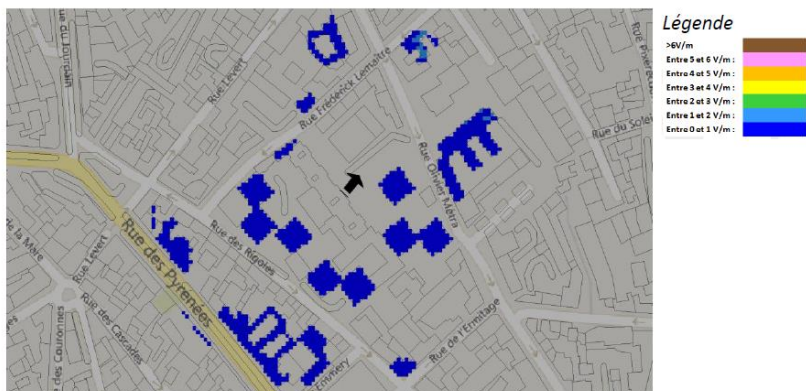 Légende
>6V/m
Entre 5 et 6 V/m :
Entre 4 et 5 V/m :
Entre 3 et 4 V/m :
Entre 2 et 3 V/m :
Entre 1 et 2 V/m :
Entre 0 et 1 V/m :
Rue du Jourdain
Rue Levert
Rue Frédérick Lemaître
Rue Olivier Métra
Rue du Solei
Rue des Rigoles
Rue des Pyrénées
de la Mare
Rue Levert
Rue des Cascades
Rue des Couronnes
Rue de l'Ermitage